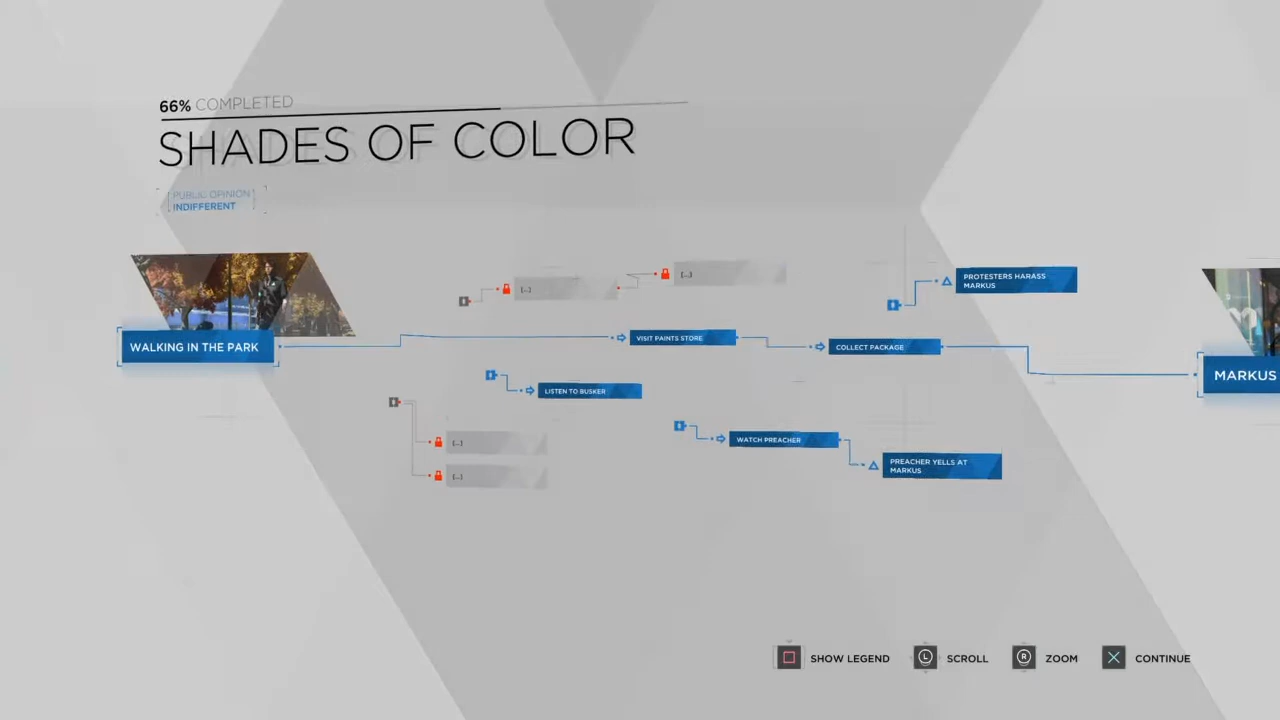 66% COMPLETED
SHADES OF COLOR
PUBLIC OPINION
INDIFFERENT
[...]
[...]
PROTESTERS HARASS
MARKUS
WALKING IN THE PARK
VISIT PAINTS STORE
COLLECT PACKAGE
MARKUS
LISTEN TO BUSKER
WATCH PREACHER
[...]
PREACHER YELLS AT
MARKUS
[...]
SHOW LEGEND
L
SCROLL
R
ZOOM
CONTINUE